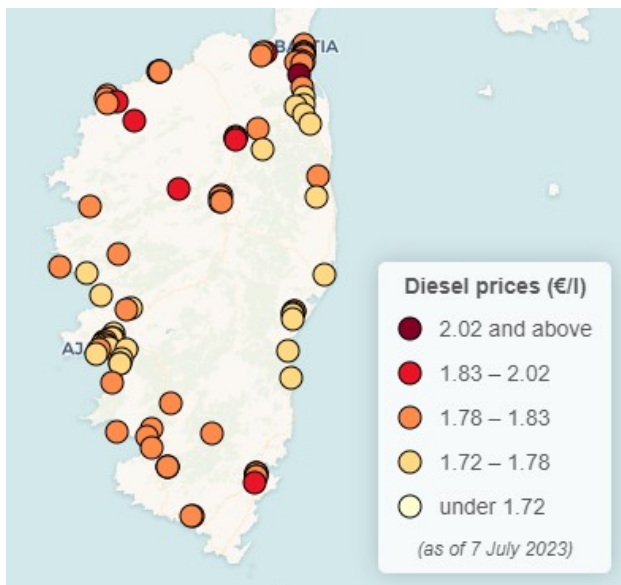 BASTIA
AJ
Diesel prices (€/l)
2.02 and above
1.83 – 2.02
1.78 – 1.83
1.72 – 1.78
under 1.72
(as of 7 July 2023)